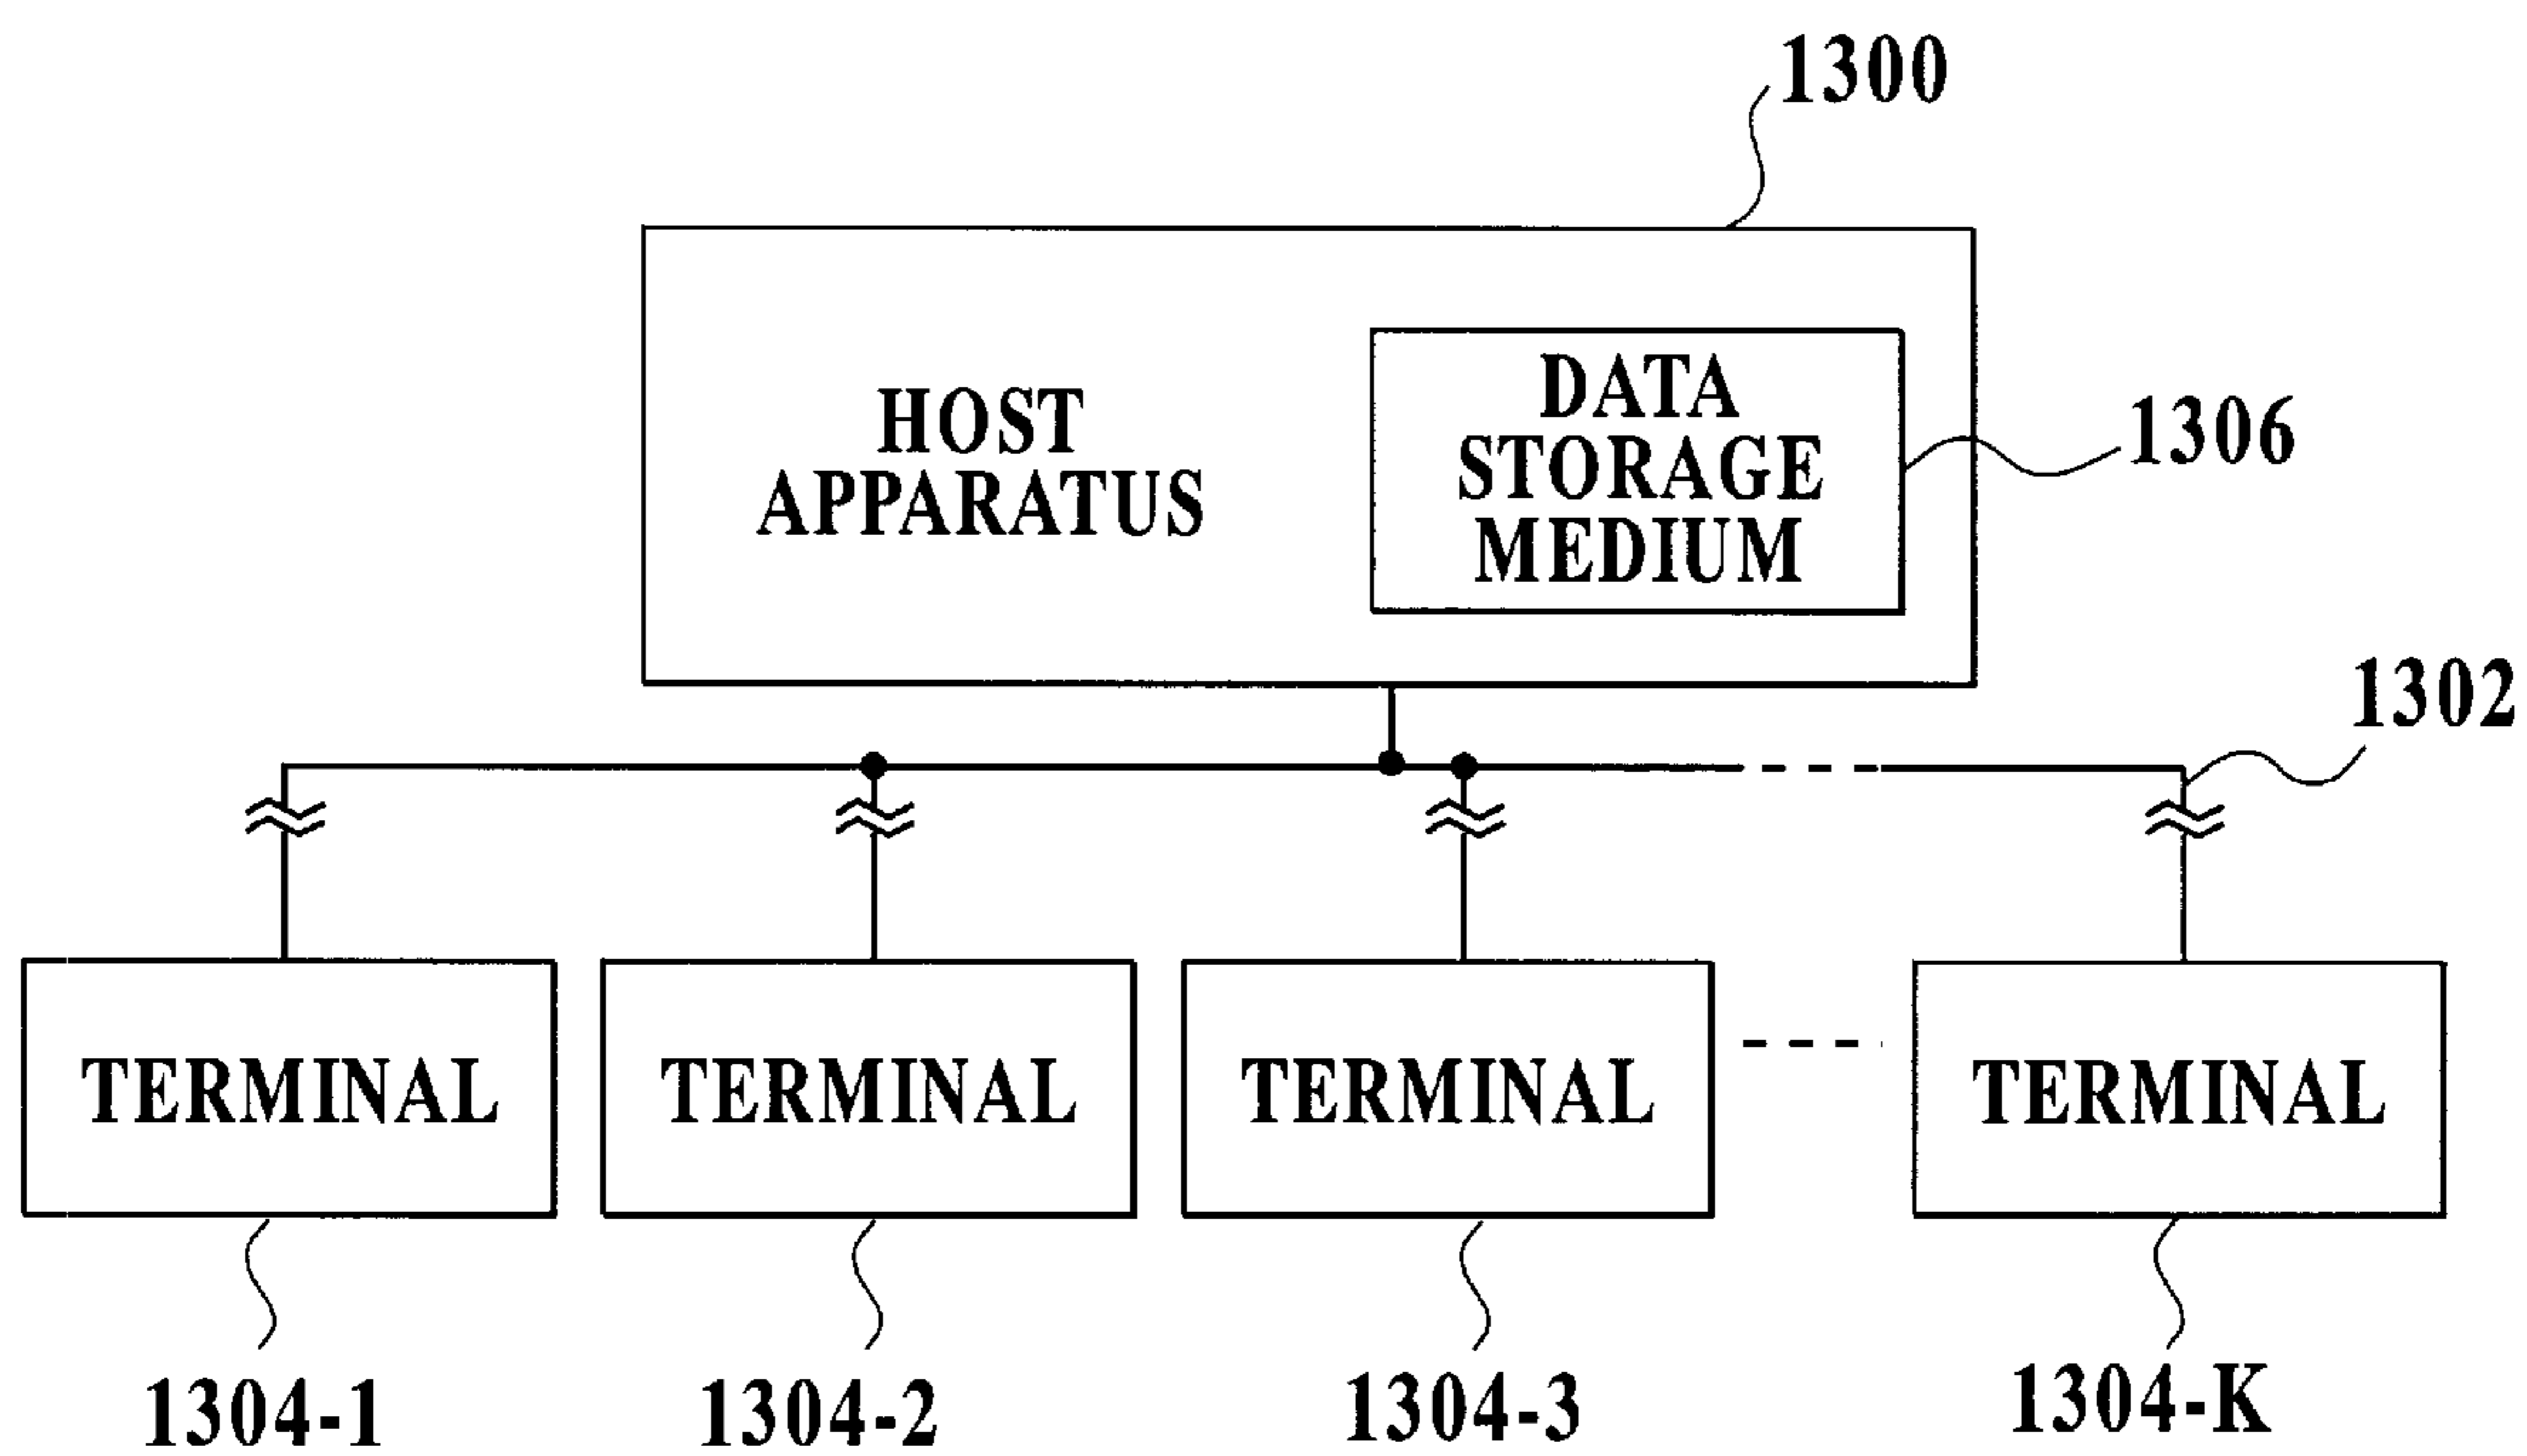 1300
HOST
APPARATUS
DATA
STORAGE
MEDIUM
1306
1302
TERMINAL
TERMINAL
TERMINAL
TERMINAL
1304-1
1304-2
1304-3
1304-K